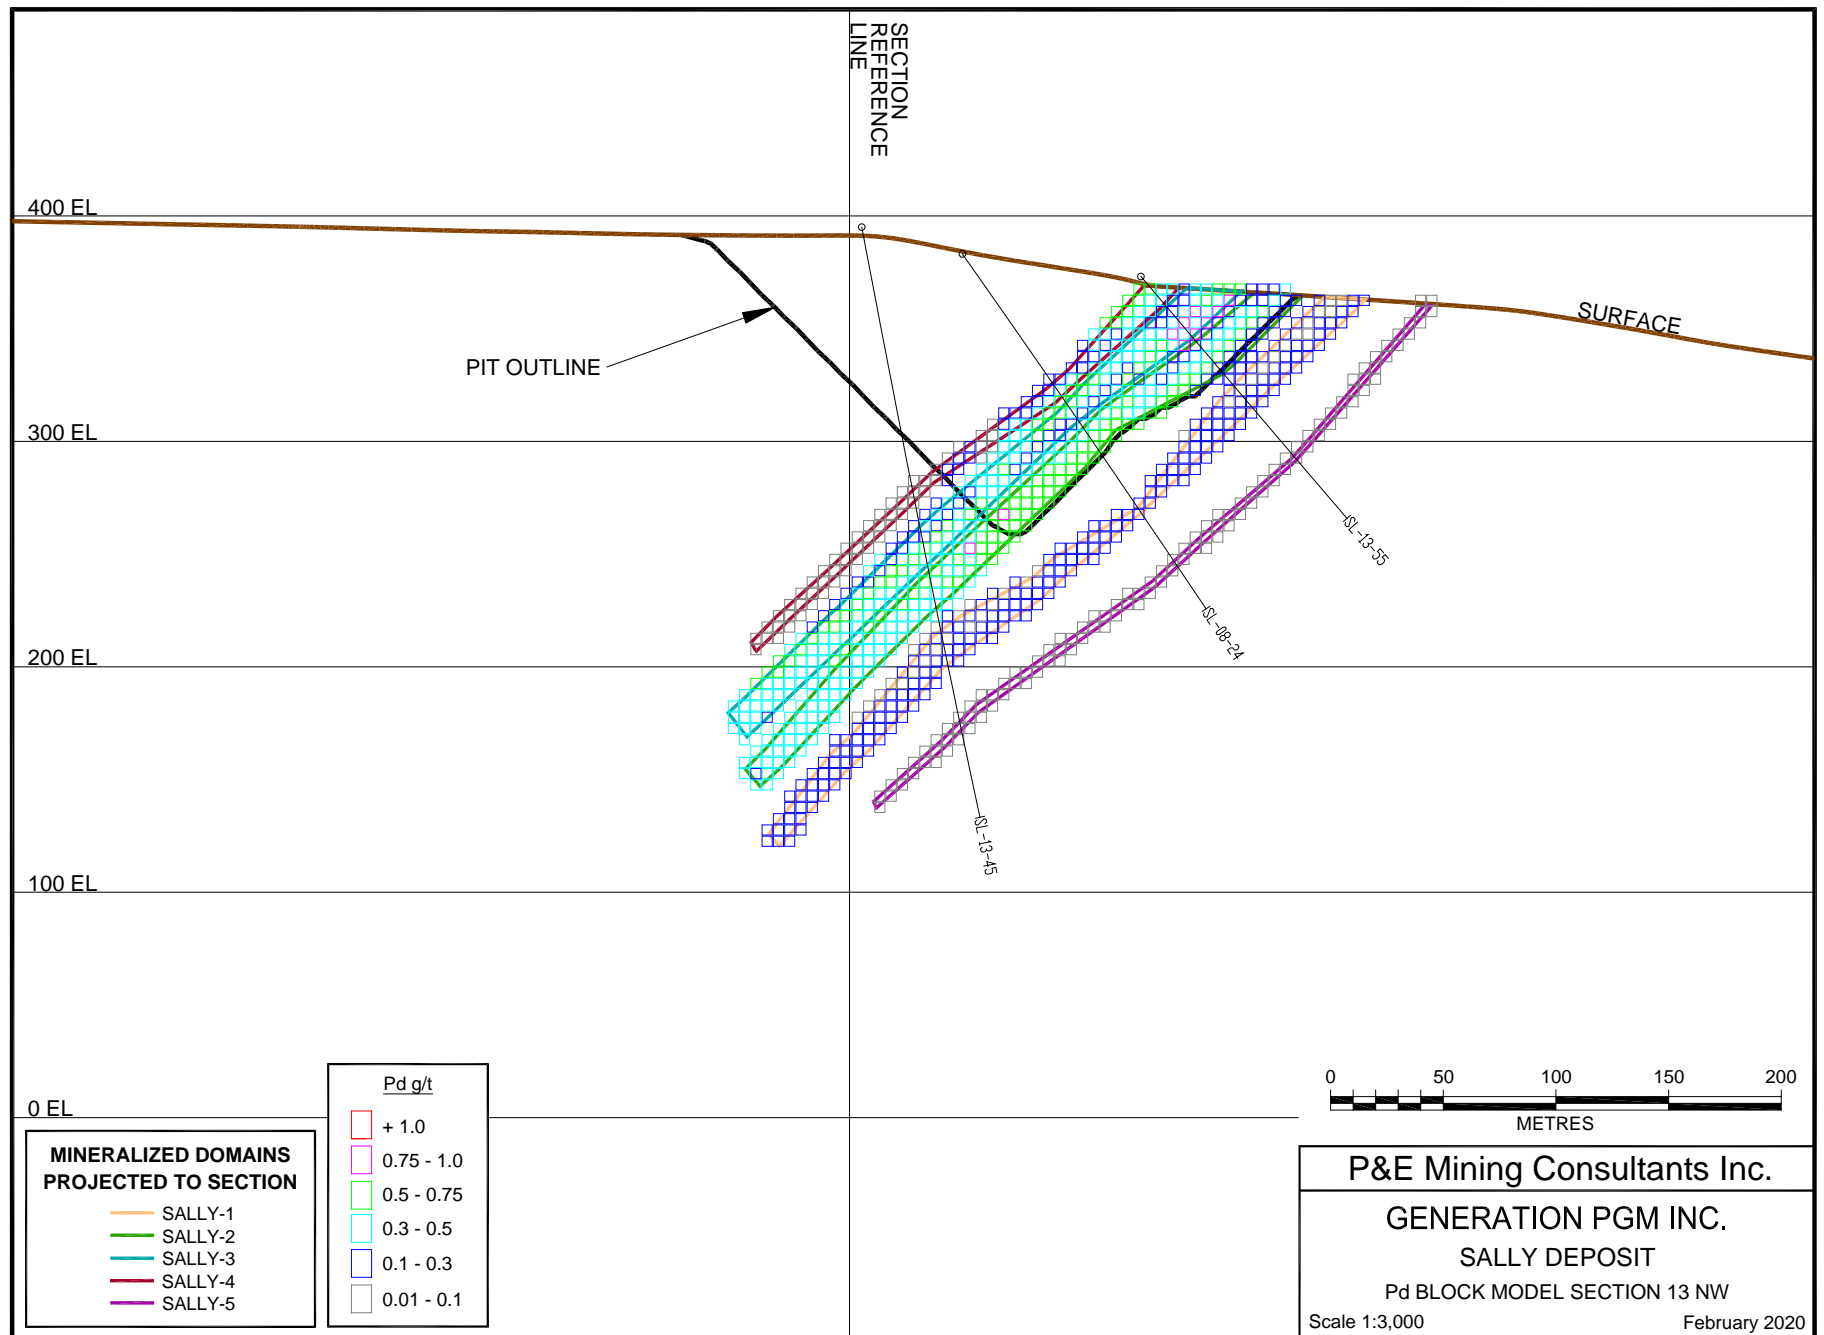 SECTION
REFERENCE
LINE
400 EL
SURFACE
PIT OUTLINE
300 EL
ISL-13-55
ISL-08-24
200 EL
ISL-13-45
100 EL
0 EL
Pd g/t
+ 1.0
0.75 - 1.0
0.5 - 0.75
0.3 - 0.5
0.1 - 0.3
0.01 - 0.1
MINERALIZED DOMAINS
PROJECTED TO SECTION
SALLY-1
SALLY-2
SALLY-3
SALLY-4
SALLY-5
0 50 100 150 200
METRES
P&E Mining Consultants Inc.
GENERATION PGM INC.
SALLY DEPOSIT
Pd BLOCK MODEL SECTION 13 NW
Scale 1:3,000 February 2020